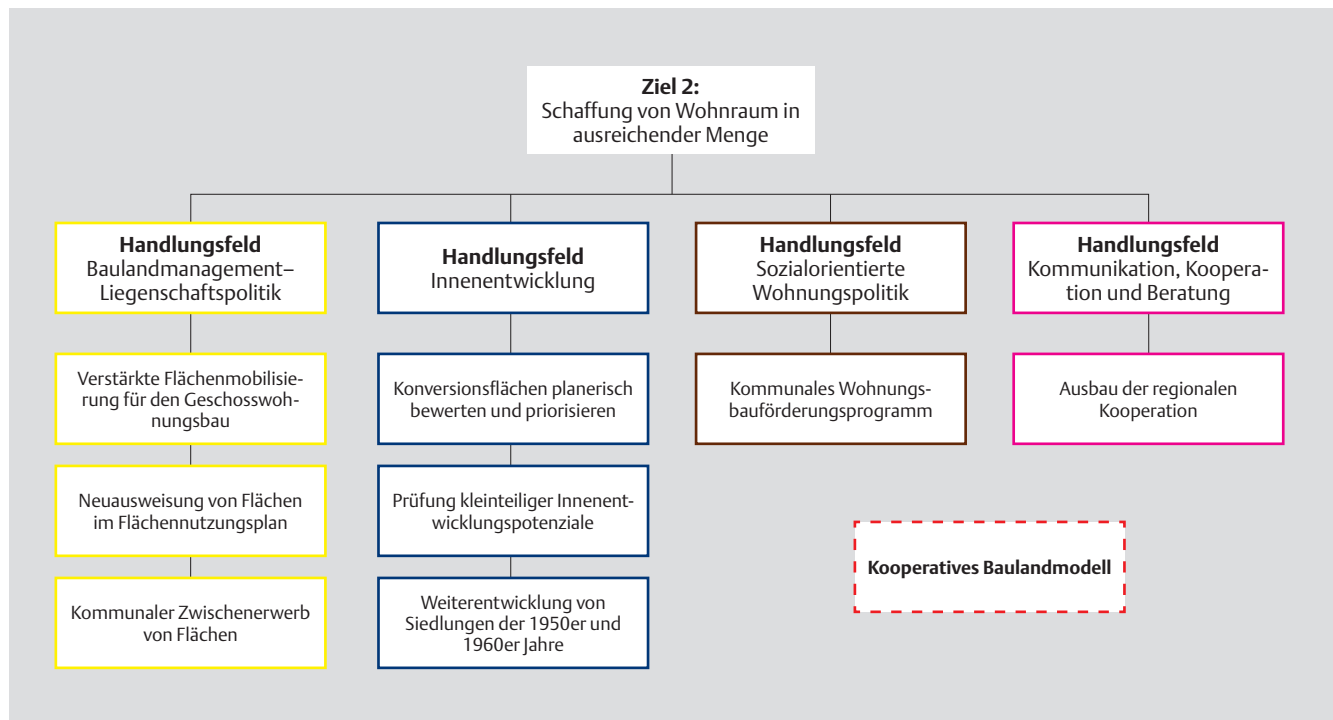 Ziel 2:
Schaffung von Wohnraum in
ausreichender Menge
Handlungsfeld
Baulandmanagement–
Liegenschaftspolitik
Verstärkte Flächenmobilisie-
rung für den Geschosswoh-
nungsbau
Neuausweisung von Flächen
im Flächennutzungsplan
Kommunaler Zwischenerwerb
von Flächen
Handlungsfeld
Innenentwicklung
Konversionsflächen planerisch
bewerten und priorisieren
Prüfung kleinteiliger Innenent-
wicklungspotenziale
Weiterentwicklung von
Siedlungen der 1950er und
1960er Jahre
Handlungsfeld
Sozialorientierte
Wohnungspolitik
Kommunales Wohnungs-
bauförderungsprogramm
Handlungsfeld
Kommunikation, Koopera-
tion und Beratung
Ausbau der regionalen
Kooperation
Kooperatives Baulandmodell